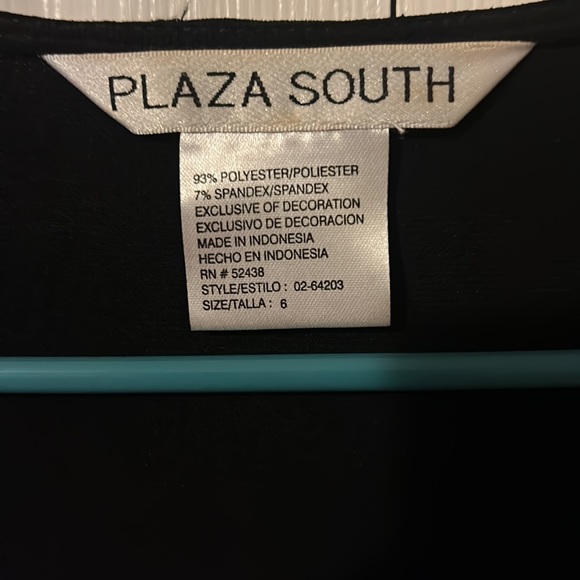 PLAZA SOUTH
93% POLYESTER/POLIESTER
7% SPANDEX/SPANDEX
EXCLUSIVE OF DECORATION
EXCLUSIVO DE DECORACION
MADE IN INDONESIA
HECHO EN INDONESIA
RN # 52438
STYLE/ESTILO : 02-64203
SIZE/TALLA : 6